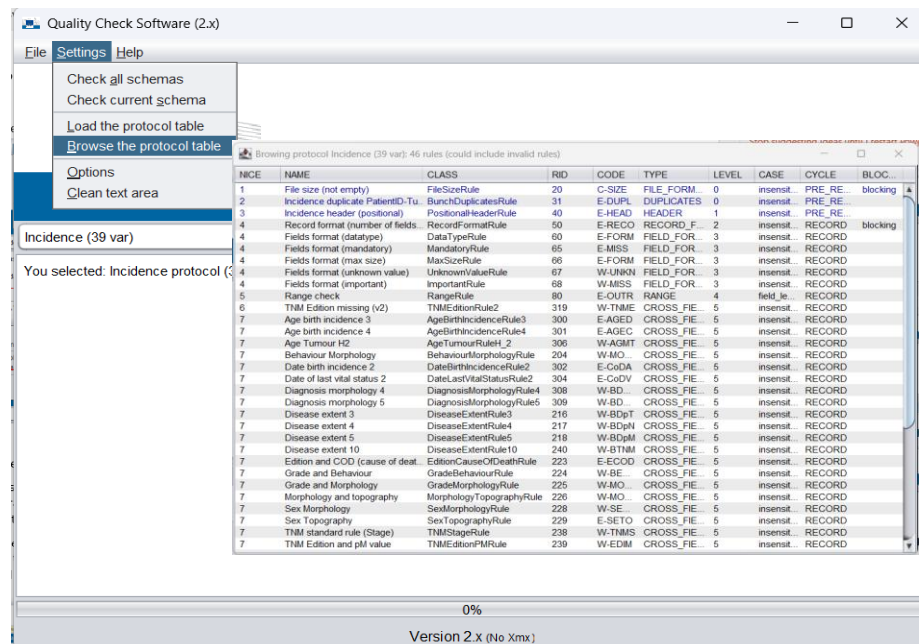 Quality Check Software (2.x)
File Settings Help
Check all schemas
Check current schema
Load the protocol table
Browse the protocol table
Options
Clean text area
Incidence (39 var)
You selected: Incidence protocol (3
Browing protocol Incidence (39 var): 46 rules (could include invalid rules)
NICE NAME CLASS RID CODE TYPE LEVEL CASE CYCLE BLOC...
1 File size (not empty) FileSizeRule 20 C-SIZE FILE_FORM... 0 insensit... PRE_RE... blocking
2 Incidence duplicate PatientID-Tu... BunchDuplicatesRule 31 E-DUPL DUPLICATES 0 insensit... PRE_RE...
3 Incidence header (positional) PositionalHeaderRule 40 E-HEAD HEADER 1 insensit... PRE_RE...
4 Record format (number of fields... RecordFormatRule 50 E-RECO RECORD_F... 2 insensit... RECORD blocking
4 Fields format (datatype) DataTypeRule 60 E-FORM FIELD_FOR... 3 insensit... RECORD
4 Fields format (mandatory) MandatoryRule 65 E-MISS FIELD_FOR... 3 insensit... RECORD
4 Fields format (max size) MaxSizeRule 66 E-FORM FIELD_FOR... 3 insensit... RECORD
4 Fields format (unknown value) UnknownValueRule 67 W-UNKN FIELD_FOR... 3 insensit... RECORD
4 Fields format (important) ImportantRule 68 W-MISS FIELD_FOR... 3 insensit... RECORD
5 Range check RangeRule 80 E-OUTR RANGE 4 field_le... RECORD
6 TNM Edition missing (v2) TNMEditionRule2 319 W-TNME CROSS_FIE... 5 insensit... RECORD
7 Age birth incidence 3 AgeBirthIncidenceRule3 300 E-AGED CROSS_FIE... 5 insensit... RECORD
7 Age birth incidence 4 AgeBirthIncidenceRule4 301 E-AGEC CROSS_FIE... 5 insensit... RECORD
7 Age Tumour H2 AgeTumourRuleH_2 306 W-AGMT CROSS_FIE... 5 insensit... RECORD
7 Behaviour Morphology BehaviourMorphologyRule 204 W-MO... CROSS_FIE... 5 insensit... RECORD
7 Date birth incidence 2 DateBirthIncidenceRule2 302 E-CoDA CROSS_FIE... 5 insensit... RECORD
7 Date of last vital status 2 DateLastVitalStatusRule2 304 E-CoDV CROSS_FIE... 5 insensit... RECORD
7 Diagnosis morphology 4 DiagnosisMorphologyRule4 308 W-BD... CROSS_FIE... 5 insensit... RECORD
7 Diagnosis morphology 5 DiagnosisMorphologyRule5 309 W-BD... CROSS_FIE... 5 insensit... RECORD
7 Disease extent 3 DiseaseExtentRule3 216 W-BDpT CROSS_FIE... 5 insensit... RECORD
7 Disease extent 4 DiseaseExtentRule4 217 W-BDpN CROSS_FIE... 5 insensit... RECORD
7 Disease extent 5 DiseaseExtentRule5 218 W-BDpM CROSS_FIE... 5 insensit... RECORD
7 Disease extent 10 DiseaseExtentRule10 240 W-BTNM CROSS_FIE... 5 insensit... RECORD
7 Edition and COD (cause of deat... EditionCauseOfDeathRule 223 E-ECOD CROSS_FIE... 5 insensit... RECORD
7 Grade and Behaviour GradeBehaviourRule 224 W-BE... CROSS_FIE... 5 insensit... RECORD
7 Grade and Morphology GradeMorphologyRule 225 W-MO... CROSS_FIE... 5 insensit... RECORD
7 Morphology and topography MorphologyTopographyRule 226 W-MO... CROSS_FIE... 5 insensit... RECORD
7 Sex Morphology SexMorphologyRule 228 W-SE... CROSS_FIE... 5 insensit... RECORD
7 Sex Topography SexTopographyRule 229 E-SETO CROSS_FIE... 5 insensit... RECORD
7 TNM standard rule (Stage) TNMStageRule 238 W-TNMS CROSS_FIE... 5 insensit... RECORD
7 TNM Edition and pM value TNMEditionPMRule 239 W-EDIM CROSS_FIE... 5 insensit... RECORD
0%
Version 2.x (No Xmx)